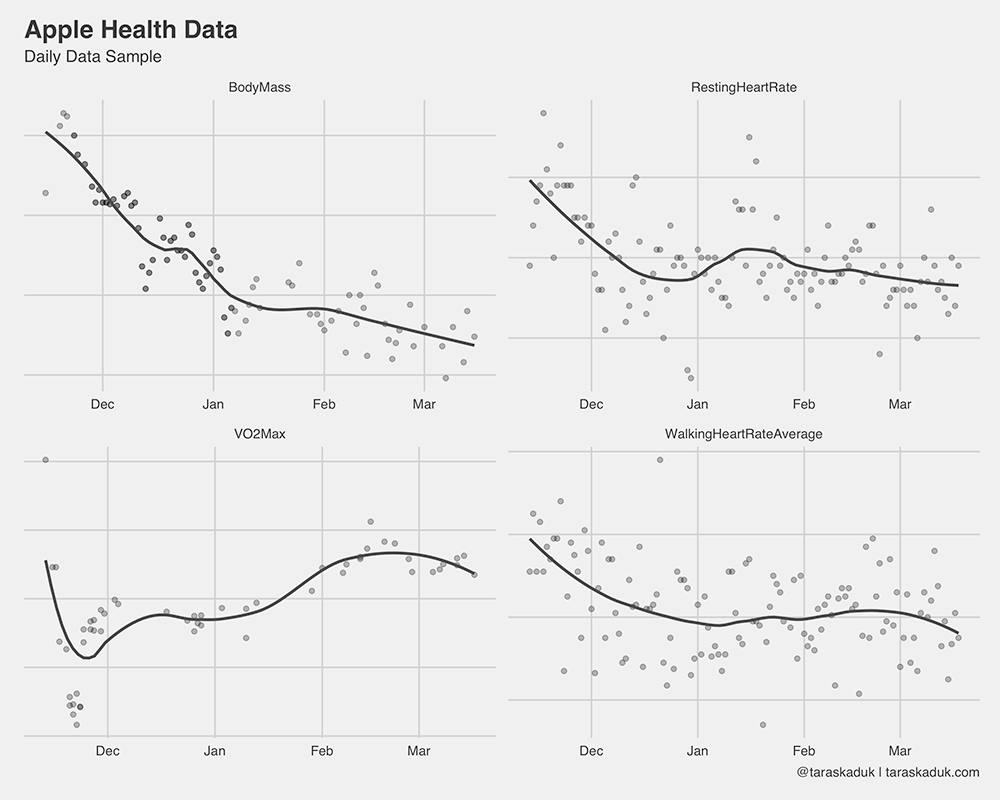 Apple Health Data
Daily Data Sample
BodyMass
RestingHeartRate
Dec Jan Feb Mar
Dec Jan Feb Mar
VO2Max
WalkingHeartRateAverage
Dec Jan Feb Mar
Dec Jan Feb Mar
@taraskaduk | taraskaduk.com